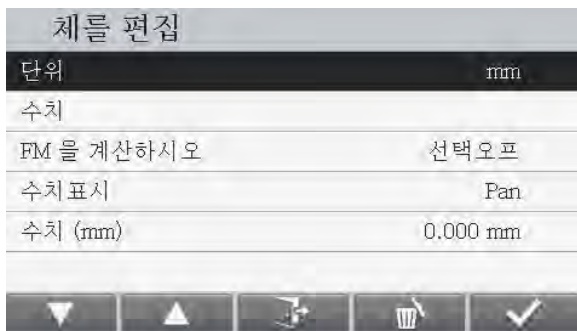 체를 편집
단위 mm
수치
FM 을 계산하시오 선택오프
수치표시 Pan
수치 (mm) 0.000 mm